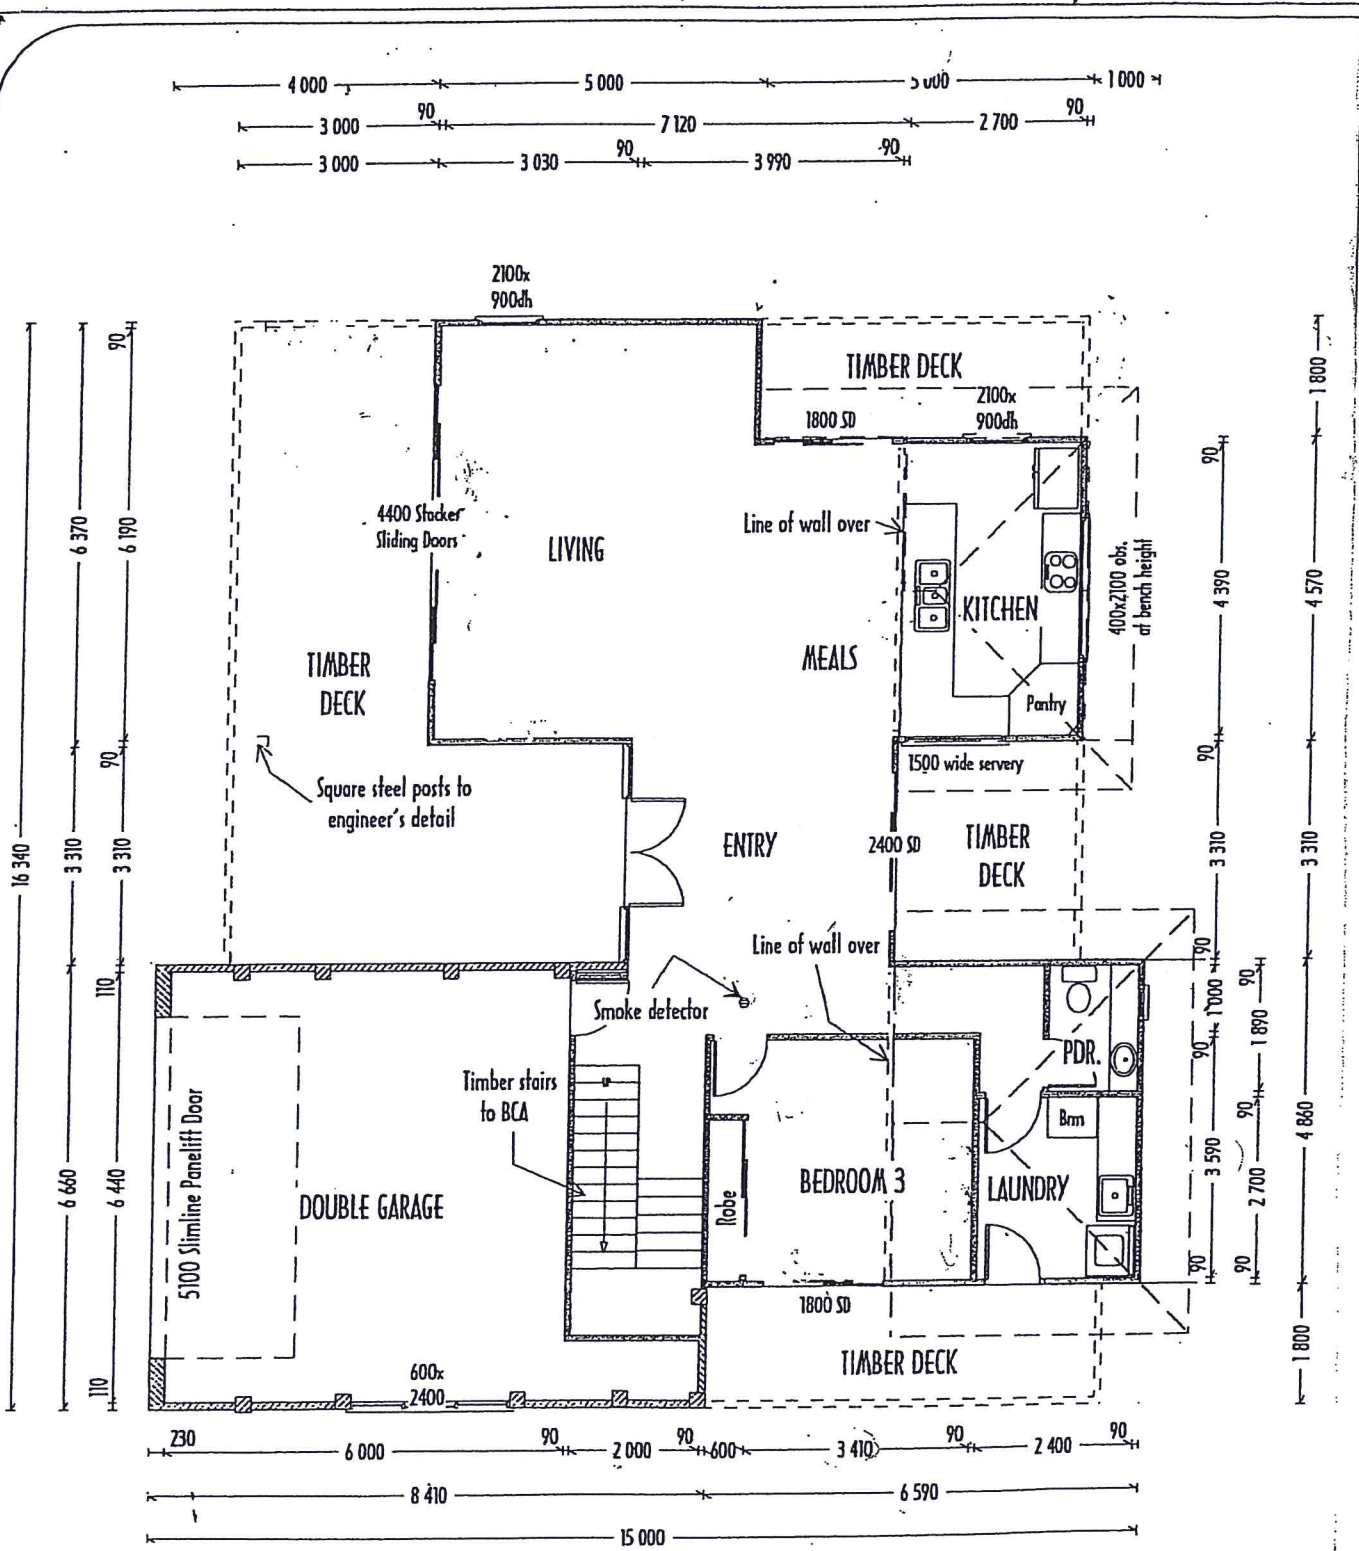 4 000 5 000 1 000
3 000 90 7 120 2 700 90
3 000 3 030 90 3 990 90
2100x
900dh
TIMBER DECK
2100x
900dh
1800 SD
1 800
90
90
6 370
6 190
4400 Stacker
Sliding Doors
LIVING
Line of wall over
KITCHEN
400x2100 obs.
at bench height
4 390
4 570
MEALS
TIMBER
DECK
Pantry
90
90
1500 wide servery
Square steel posts to
engineer's detail
ENTRY
2400 SD
TIMBER
DECK
16 340
3 310
3 310
3 310
3 310
Line of wall over
90
90
1 000
110
Smoke detector
1 890
90
PDR.
Timber stairs
to BCA
UP
Brm
90
4 860
5100 Slimline Panelift Door
DOUBLE GARAGE
6 660
6 440
Robe
BEDROOM 3
LAUNDRY
3 590
2 700
90
90
1800 SD
1 800
TIMBER DECK
600x
2400
110
230 6 000 90 2 000 90 600 3 410 90 2 400 90
8 410 6 590
15 000